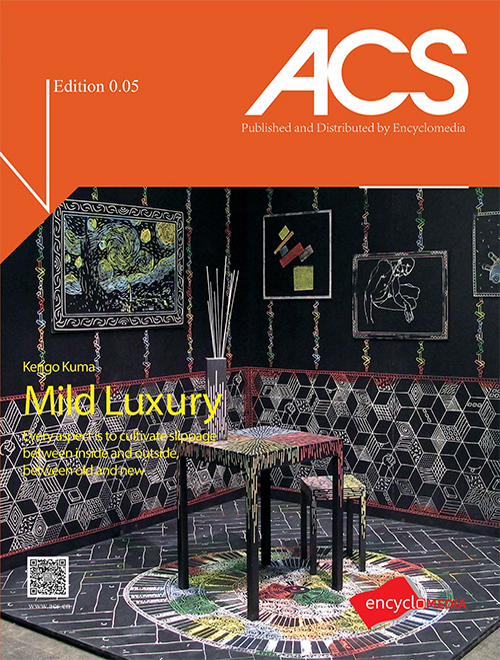 ACS
Edition 0.05
Published and Distributed by Encyclomedia
Kengo Kuma
Mild Luxury
Every aspect is to cultivate slippage
between inside and outside,
between old and new.
www.acs.cn
encycloMEDIA